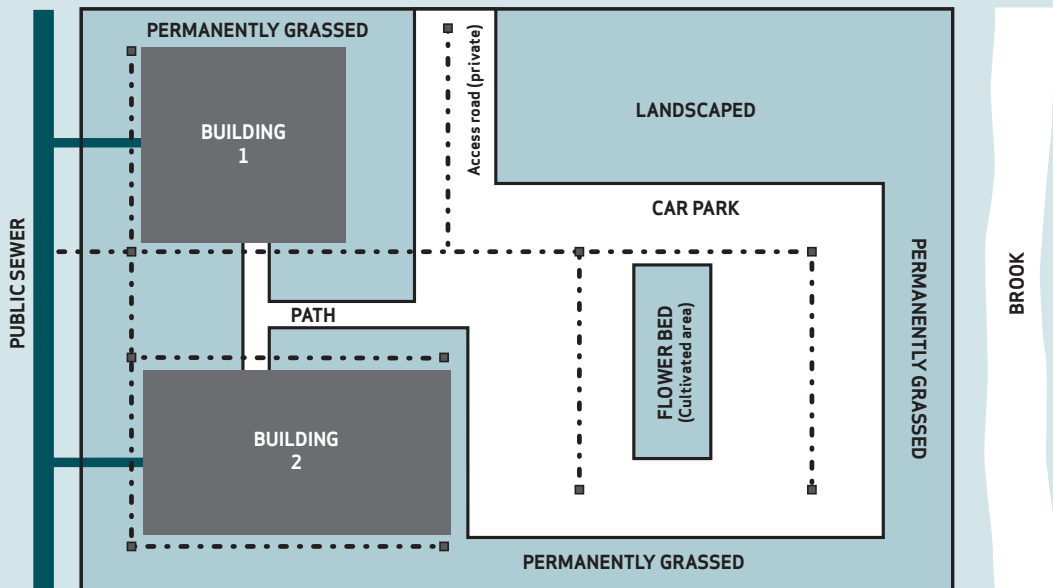 PERMANENTLY GRASSED
Access road (private)
LANDSCAPED
BUILDING
1
CAR PARK
PUBLIC SEWER
PERMANENTLY GRASSED
BROOK
PATH
FLOWER BED
(Cultivated area)
BUILDING
2
PERMANENTLY GRASSED